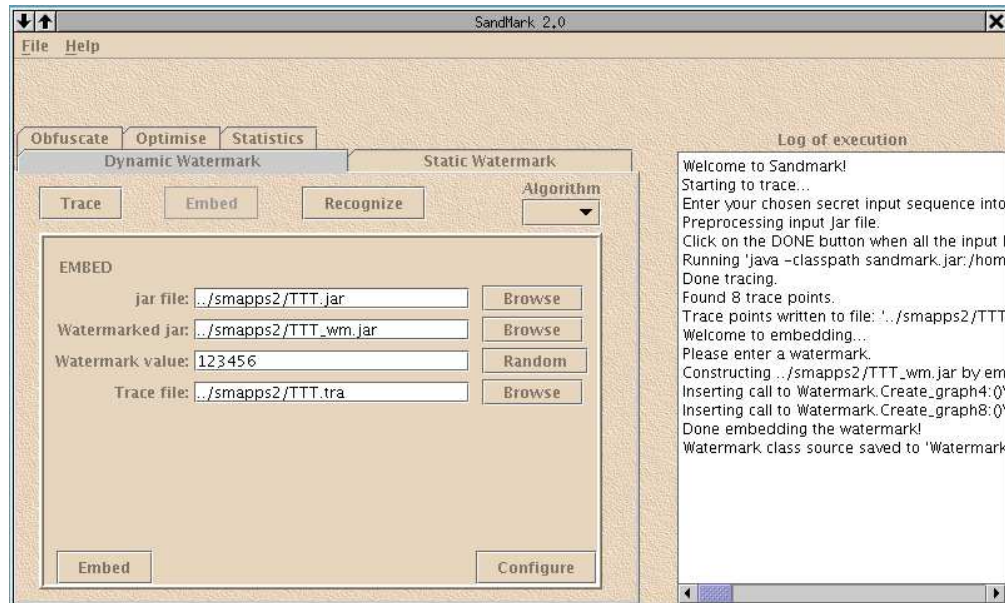 SandMark 2.0
File Help
Obfuscate Optimise Statistics
Dynamic Watermark Static Watermark
Trace Embed Recognize
Algorithm
EMBED
jar file: ../smapps2/TTT.jar Browse
Watermarked jar: ../smapps2/TTT_wm.jar Browse
Watermark value: 123456 Random
Trace file: ../smapps2/TTT.tra Browse
Embed Configure
Log of execution
Welcome to Sandmark!
Starting to trace...
Enter your chosen secret input sequence into
Preprocessing input Jar file.
Click on the DONE button when all the input
Running 'java -classpath sandmark.jar:/hom
Done tracing.
Found 8 trace points.
Trace points written to file: '../smapps2/TTT
Welcome to embedding...
Please enter a watermark.
Constructing ../smapps2/TTT_wm.jar by em
Inserting call to Watermark.Create_graph4:()
Inserting call to Watermark.Create_graph8:()
Done embedding the watermark!
Watermark class source saved to 'Watermark